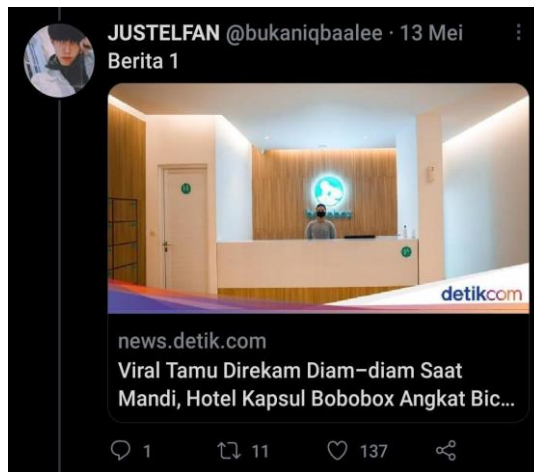 JUSTELFAN @bukaniqbaalee · 13 Mei
Berita 1
detikcom
news.detik.com
Viral Tamu Direkam Diam-diam Saat
Mandi, Hotel Kapsul Bobobox Angkat Bic...
1 11 137